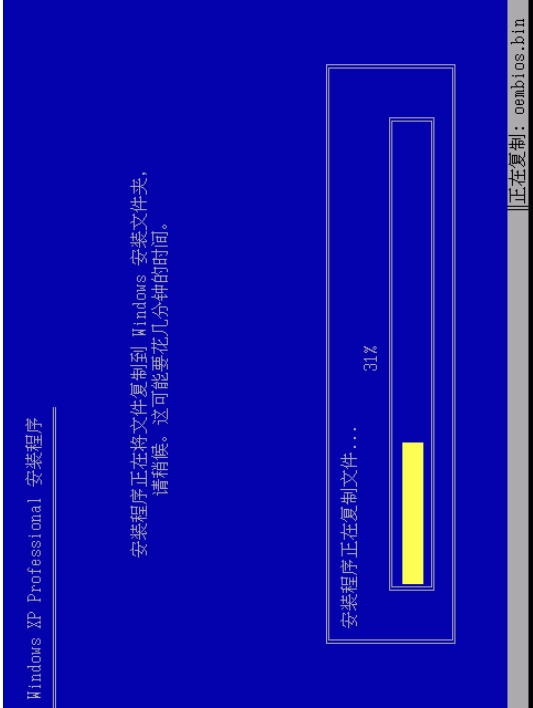 Windows XP Professional 安装程序
安装程序正在将文件复制到 Windows 安装文件夹，
请稍候。这可能要花几分钟的时间。
安装程序正在复制文件...
31%
正在复制: oembios.bin